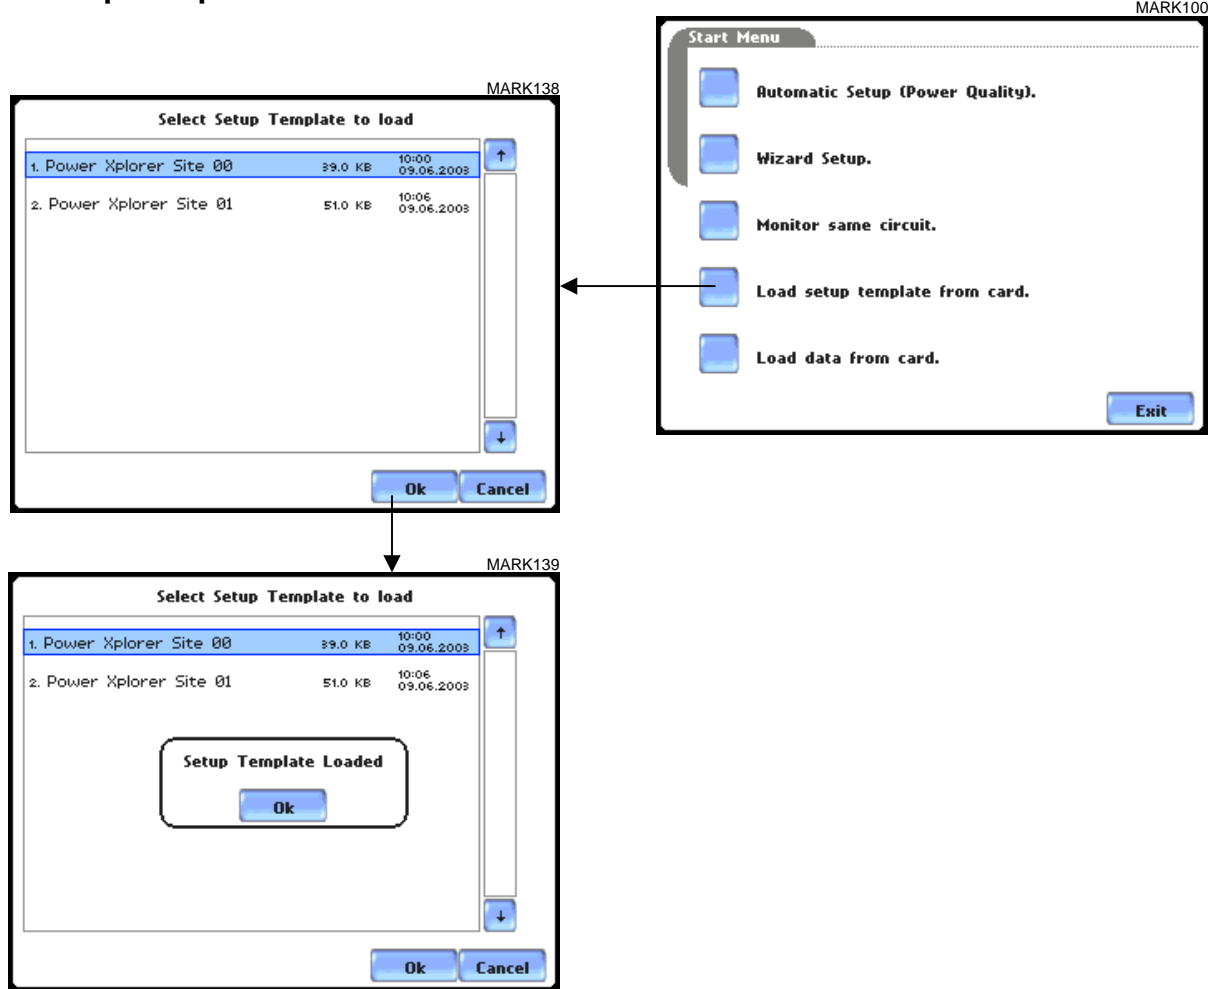 MARK100
Start Menu
Automatic Setup (Power Quality).
Wizard Setup.
Monitor same circuit.
Load setup template from card.
Load data from card.
Exit
MARK138
Select Setup Template to load
1. Power Xplorer Site 00 39.0 KB 10:00 09.06.2003
2. Power Xplorer Site 01 51.0 KB 10:06 09.06.2003
Ok Cancel
MARK139
Select Setup Template to load
1. Power Xplorer Site 00 39.0 KB 10:00 09.06.2003
2. Power Xplorer Site 01 51.0 KB 10:06 09.06.2003
Setup Template Loaded
Ok
Ok Cancel